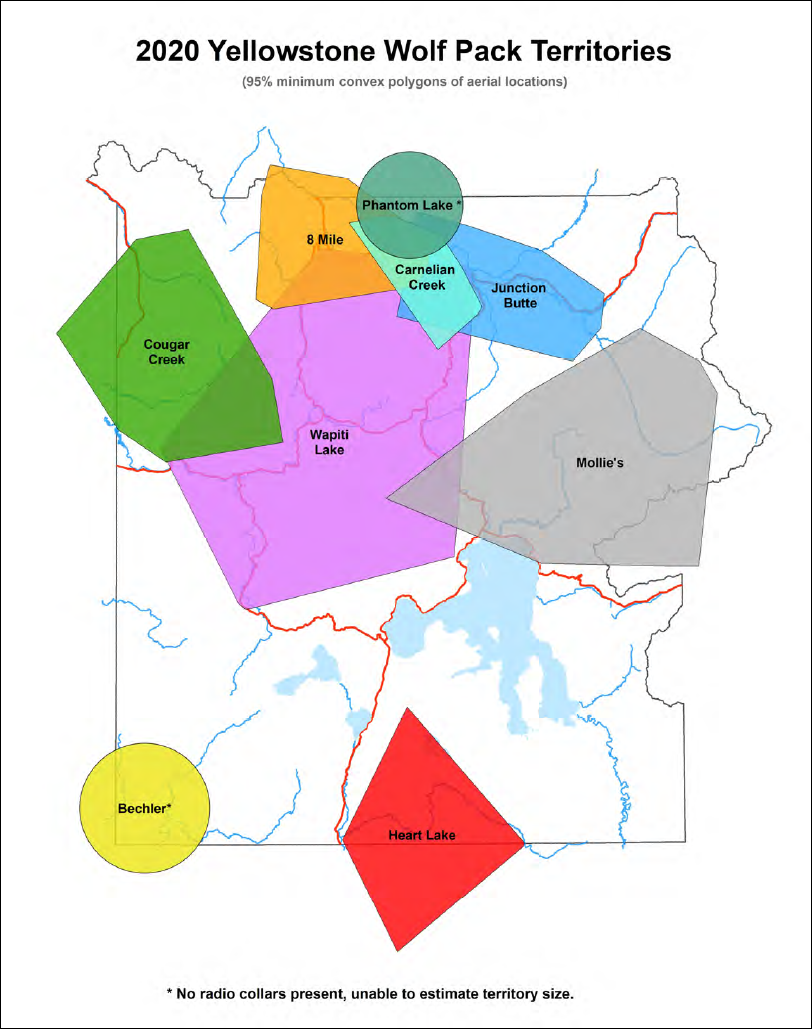 2020 Yellowstone Wolf Pack Territories
(95% minimum convex polygons of aerial locations)
Phantom Lake *
8 Mile
Carnelian
Creek
Junction
Butte
Cougar
Creek
Wapiti
Lake
Mollie's
Bechler*
Heart Lake
* No radio collars present, unable to estimate territory size.